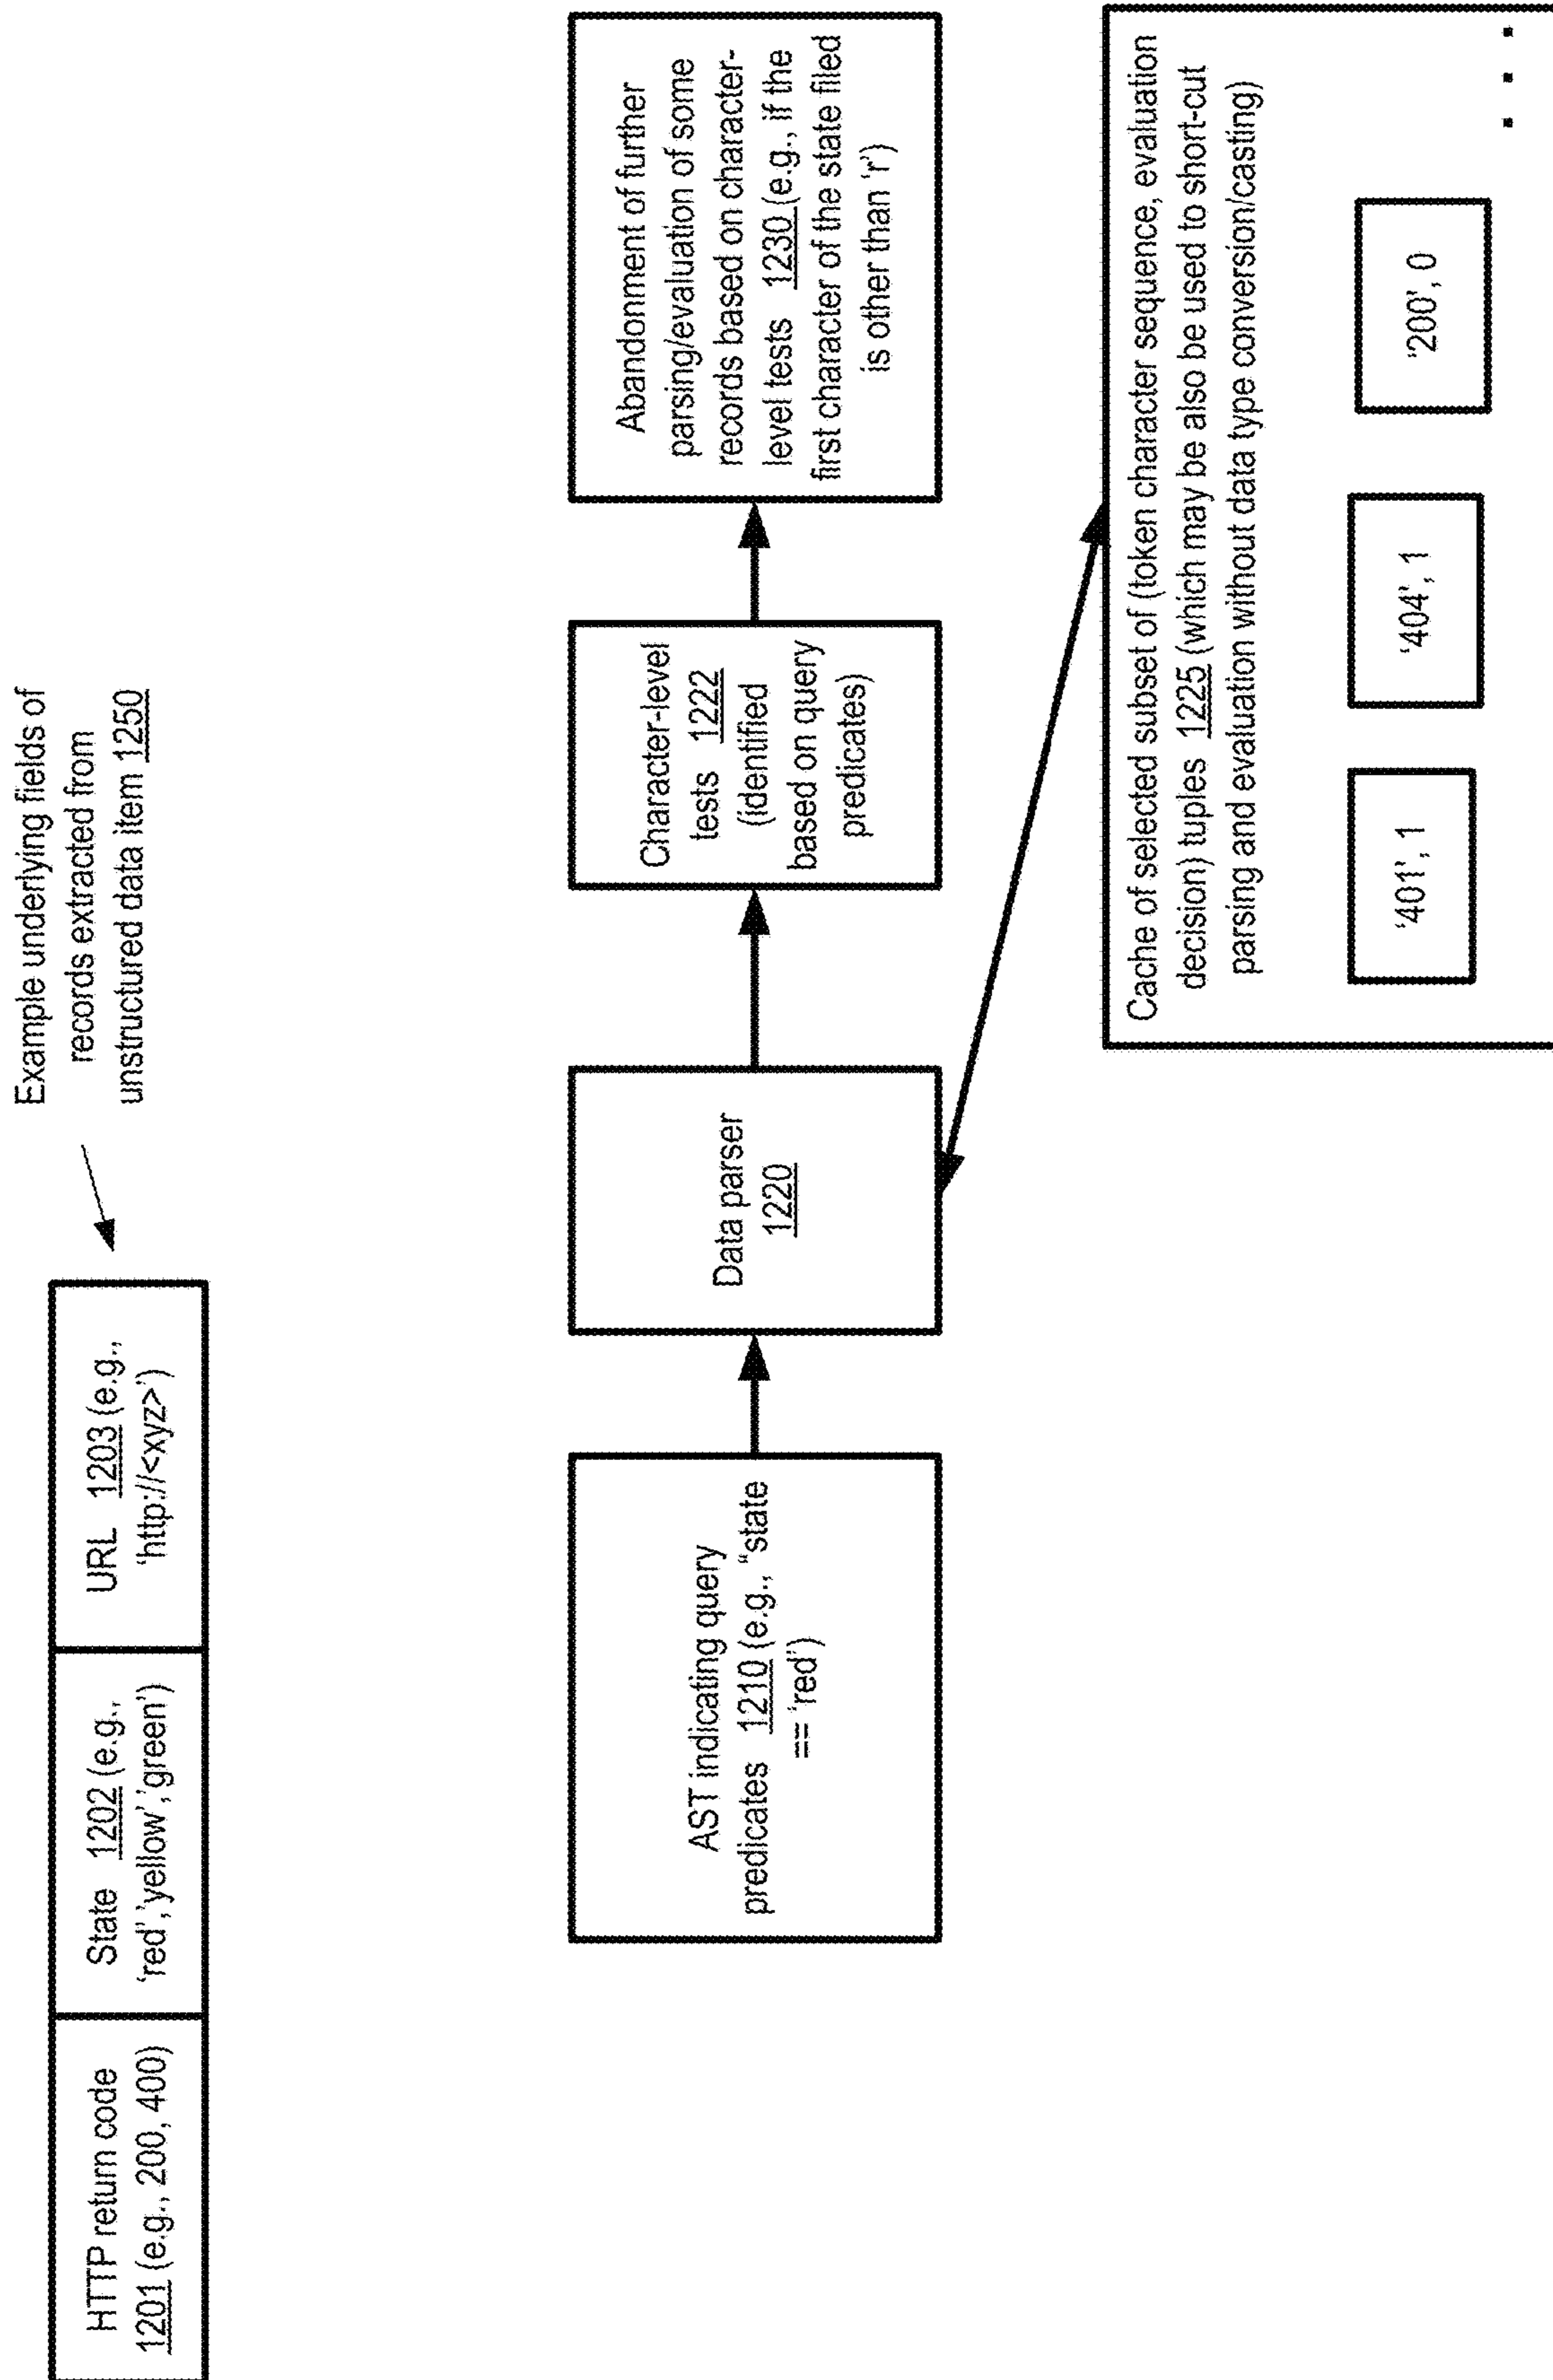 Example underlying fields of
records extracted from
unstructured data item 1250
HTTP return code
1201 (e.g., 200, 400)
State 1202 (e.g.,
‘red’,’yellow’,’green’)
URL 1203 (e.g.,
‘http://<xyz>’)
AST indicating query
predicates 1210 (e.g., “state
== ‘red’)
Data parser
1220
Character-level
tests 1222
(identified
based on query
predicates)
Abandonment of further
parsing/evaluation of some
records based on character-
level tests 1230 (e.g., if the
first character of the state filed
is other than ‘r’)
Cache of selected subset of (token character sequence, evaluation
decision) tuples 1225 (which may be also be used to short-cut
parsing and evaluation without data type conversion/casting)
‘401’, 1
‘404’, 1
‘200’, 0
. . .